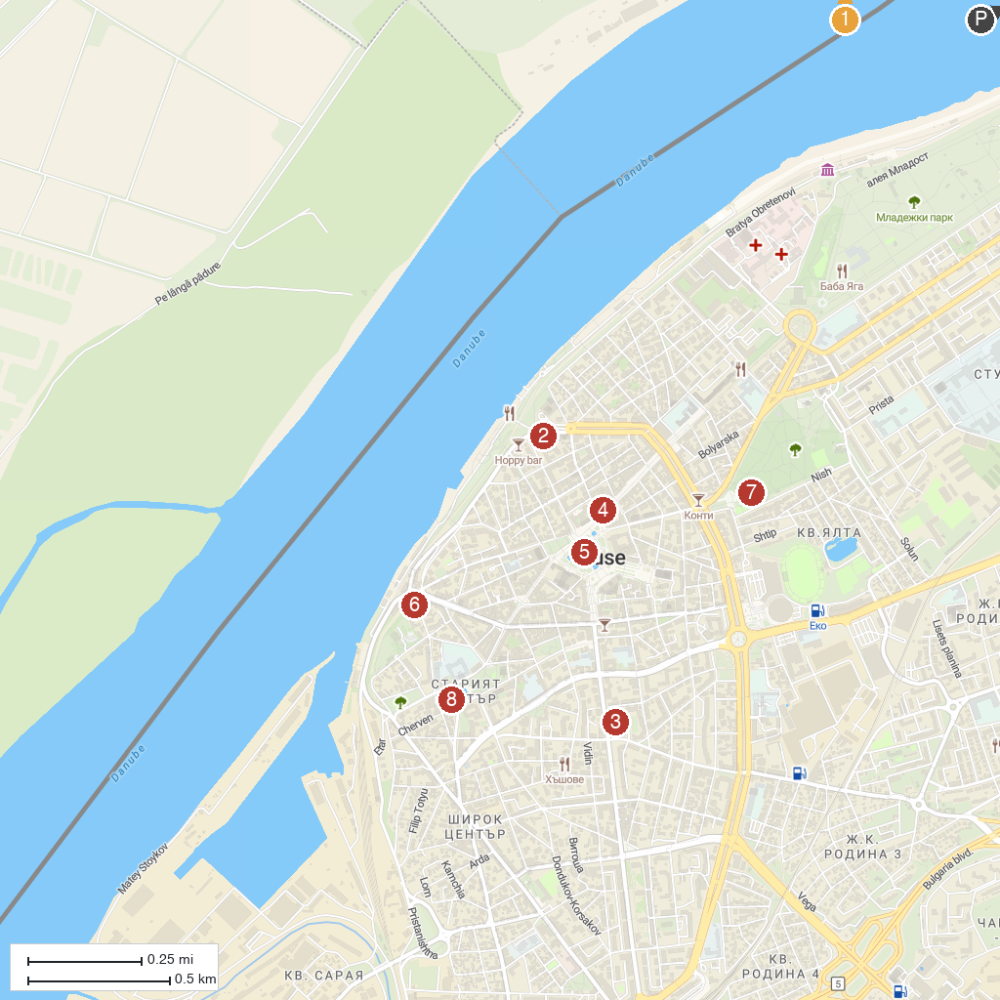 1
P
Danube
алея Младост
Bratya Obretenovi
Младежки парк
Pe lângă pădure
Баба Яга
Danube
СТУ
Prista
2
Hoppy bar
Bolyarska
Nish
7
4
Конти
Shtip
КВ.ЯЛТА
Solun
5
use
6
Еко
Ж.К.
РОДИ
Lisets planina
СТАРИЯТ
ТЪР
8
Cherven
3
Etar
Vidin
Danube
Хъшове
Filip Totyu
ШИРОК
ЦЕНТЪР
Ж.К.
РОДИНА 3
Matey Stoykov
Arda
Витоша
Kamchia
Dondukov-Korsakov
Bulgaria blvd.
Lom
Vega
Pristanishtna
ЧА
КВ.
РОДИНА 4
0.25 mi
0.5 km
КВ. САРАЯ
5